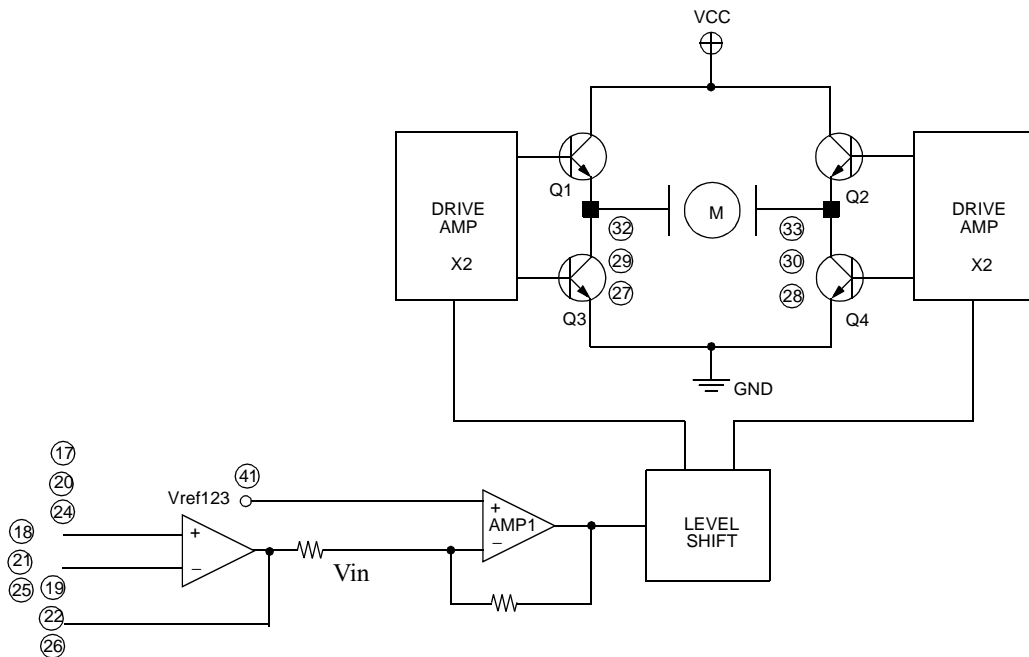 VCC
DRIVE
AMP
X2
Q1
M
Q2
DRIVE
AMP
X2
32
33
29
30
27
28
Q3
Q4
GND
17
41
20
Vref123
24
18
+
+
AMP1
−
LEVEL
SHIFT
21
−
Vin
25
19
22
26